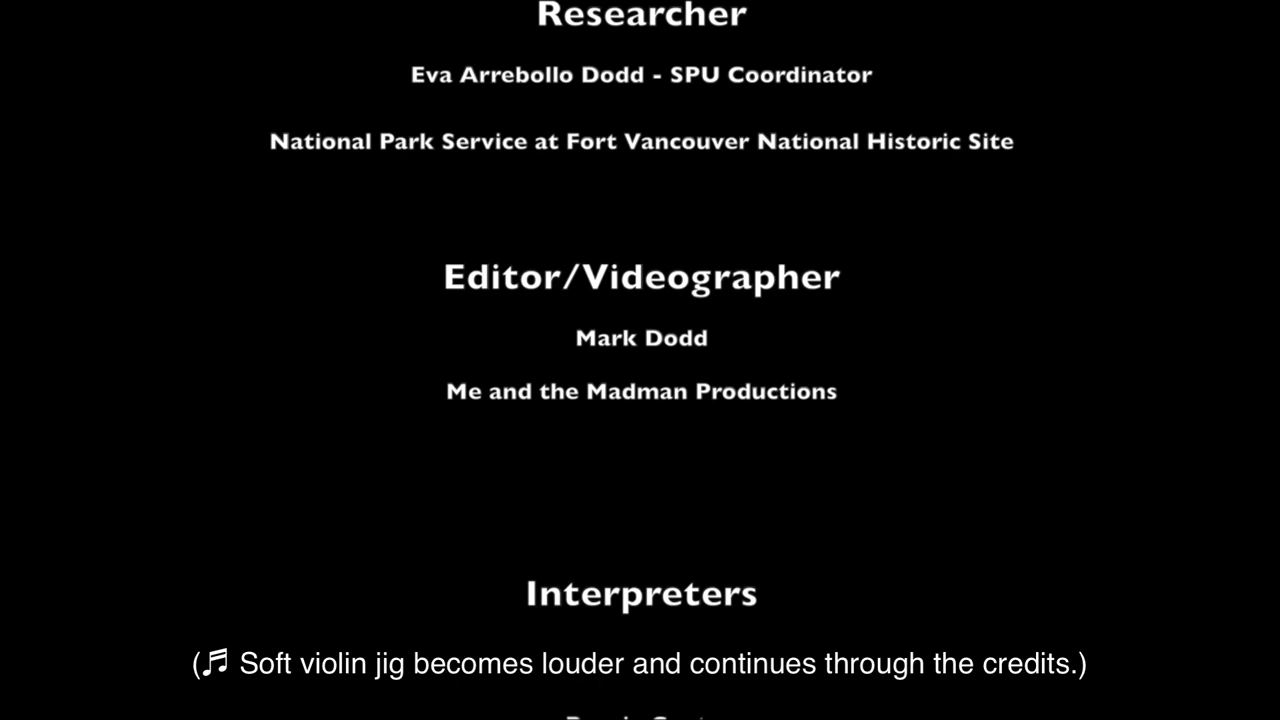 Researcher
Eva Arrebollo Dodd - SPU Coordinator
National Park Service at Fort Vancouver National Historic Site
Editor/Videographer
Mark Dodd
Me and the Madman Productions
Interpreters
(♬ Soft violin jig becomes louder and continues through the credits.)